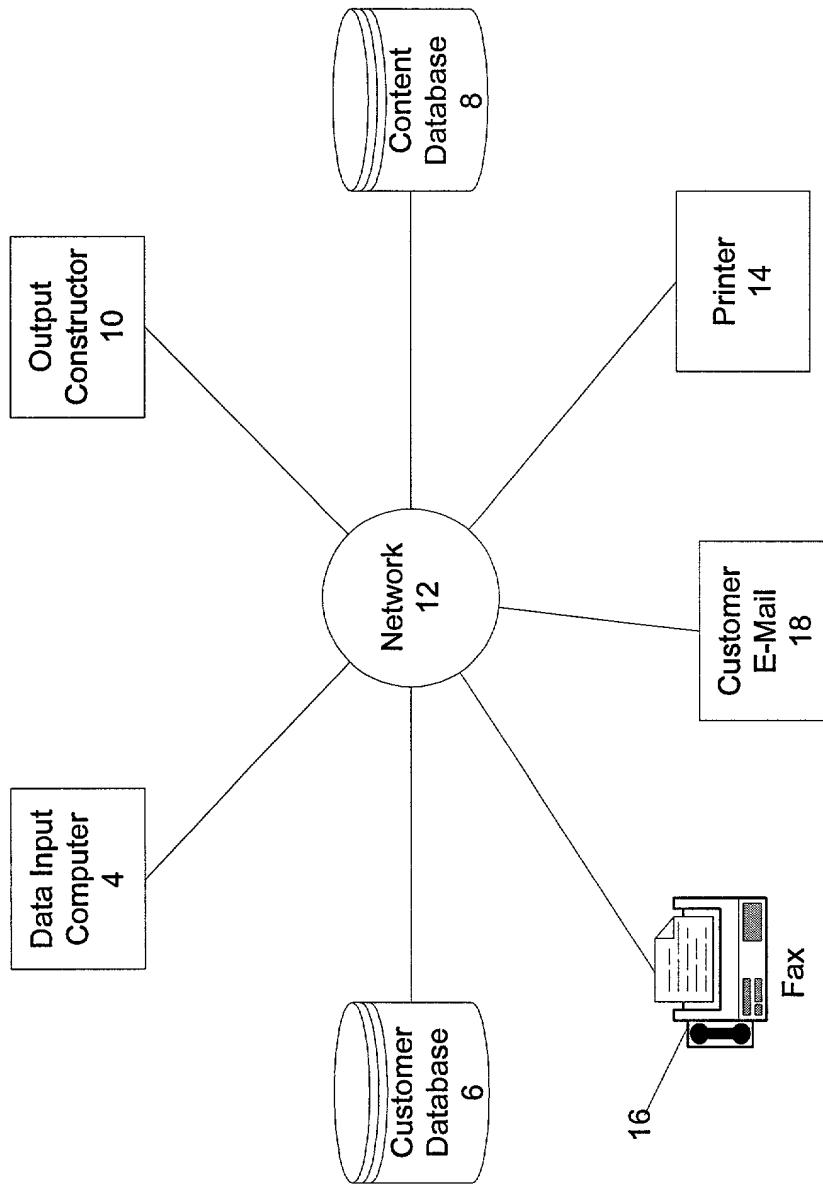 Data Input
Computer
4
Output
Constructor
10
Customer
Database
6
Network
12
Content
Database
8
16
Fax
Customer
E-Mail
18
Printer
14